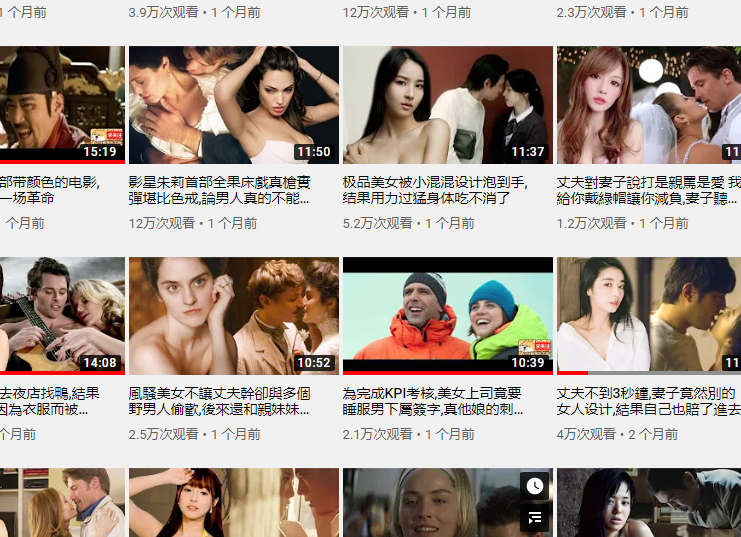 1 个月前
3.9万次观看・1 个月前
12万次观看・1 个月前
2.3万次观看・1 个月前
15:19
11:50
11:37
11
部带颜色的电影,
一场革命
个月前
影星朱莉首部全果床戲真槍實
彈堪比色戒,論男人真的不能...
12万次观看・1 个月前
极品美女被小混混设计泡到手,
结果用力过猛身体吃不消了
5.2万次观看・1 个月前
丈夫對妻子說打是親罵是愛 我
給你戴綠帽讓你減負,妻子聽...
1.2万次观看・1 个月前
14:08
10:52
10:39
11
去夜店找鴨,結果
因為衣服而被...
个月前
風騷美女不讓丈夫幹卻與多個
野男人偷歡,後來還和親妹妹...
2.5万次观看・1 个月前
為完成KPI考核,美女上司竟要
睡服男下屬簽字,真他娘的刺...
2.1万次观看・1 个月前
丈夫不到3秒鐘,妻子竟然別的
女人设计,結果自己也賠了進去
4万次观看・2 个月前